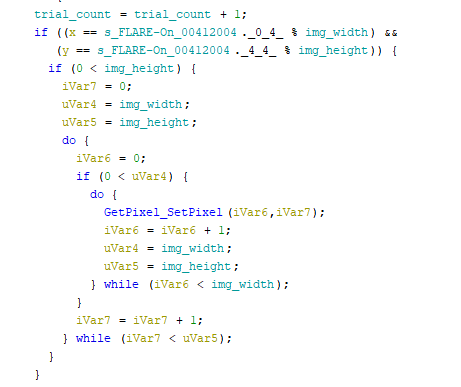 trial_count = trial_count + 1;
if ((x == s_FLARE-On_00412004._0_4_ % img_width) &&
(y == s_FLARE-On_00412004._4_4_ % img_height)) {
if (0 < img_height) {
iVar7 = 0;
uVar4 = img_width;
uVar5 = img_height;
do {
iVar6 = 0;
if (0 < uVar4) {
do {
GetPixel_SetPixel(iVar6,iVar7);
iVar6 = iVar6 + 1;
uVar4 = img_width;
uVar5 = img_height;
} while (iVar6 < img_width);
}
iVar7 = iVar7 + 1;
} while (iVar7 < uVar5);
}
}